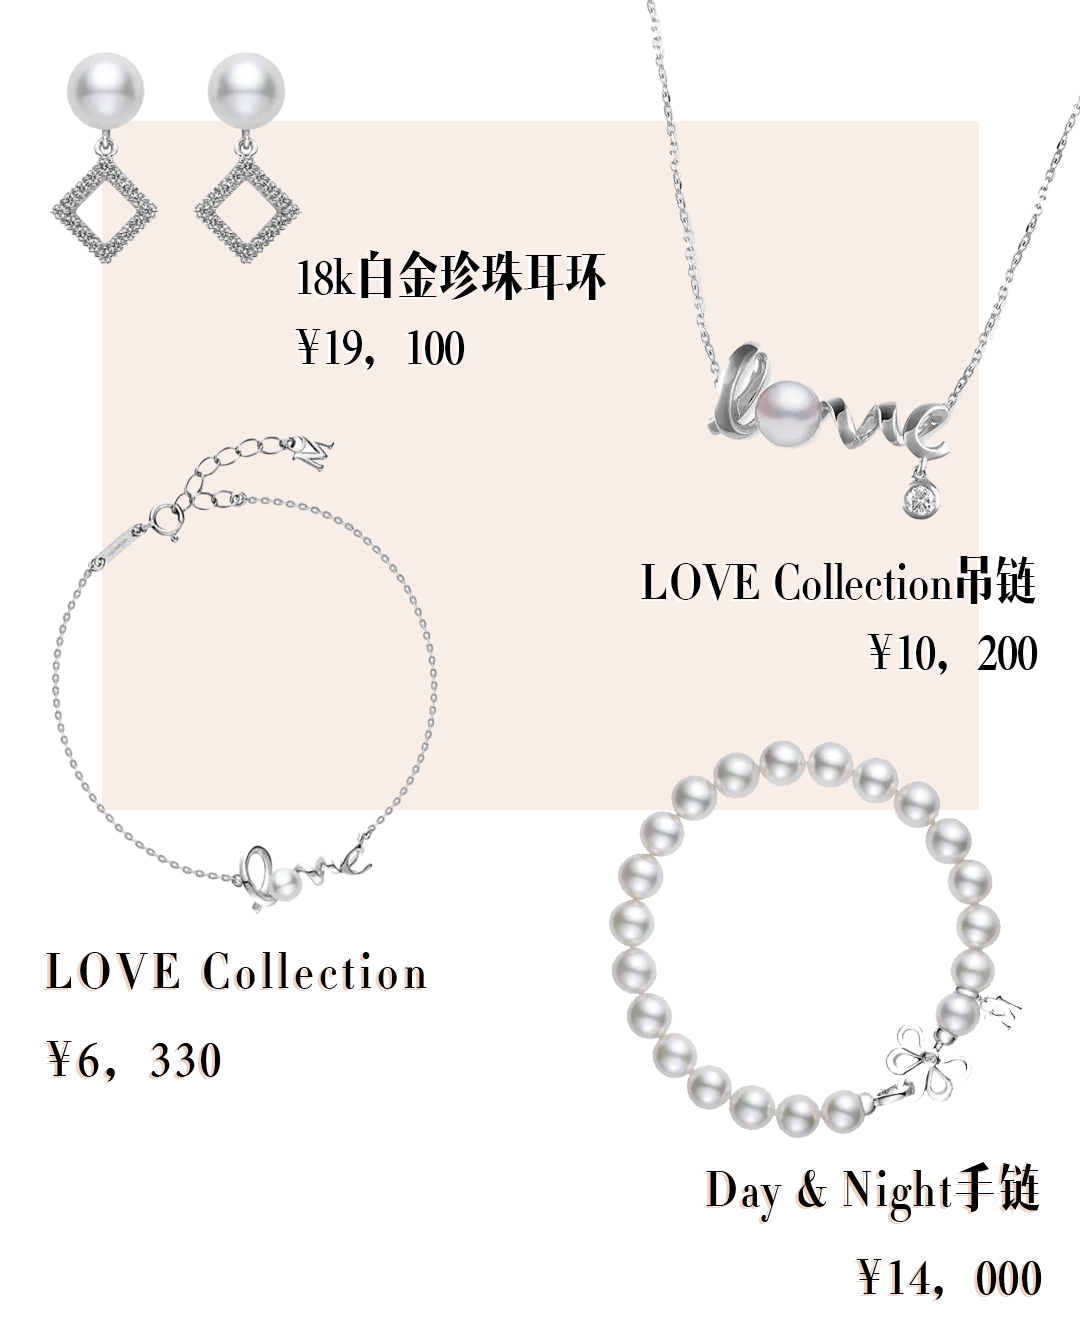 18k白金珍珠耳环
¥19，100
love
LOVE Collection吊链
¥10，200
love
LOVE Collection
¥6，330
Day & Night手链
¥14，000